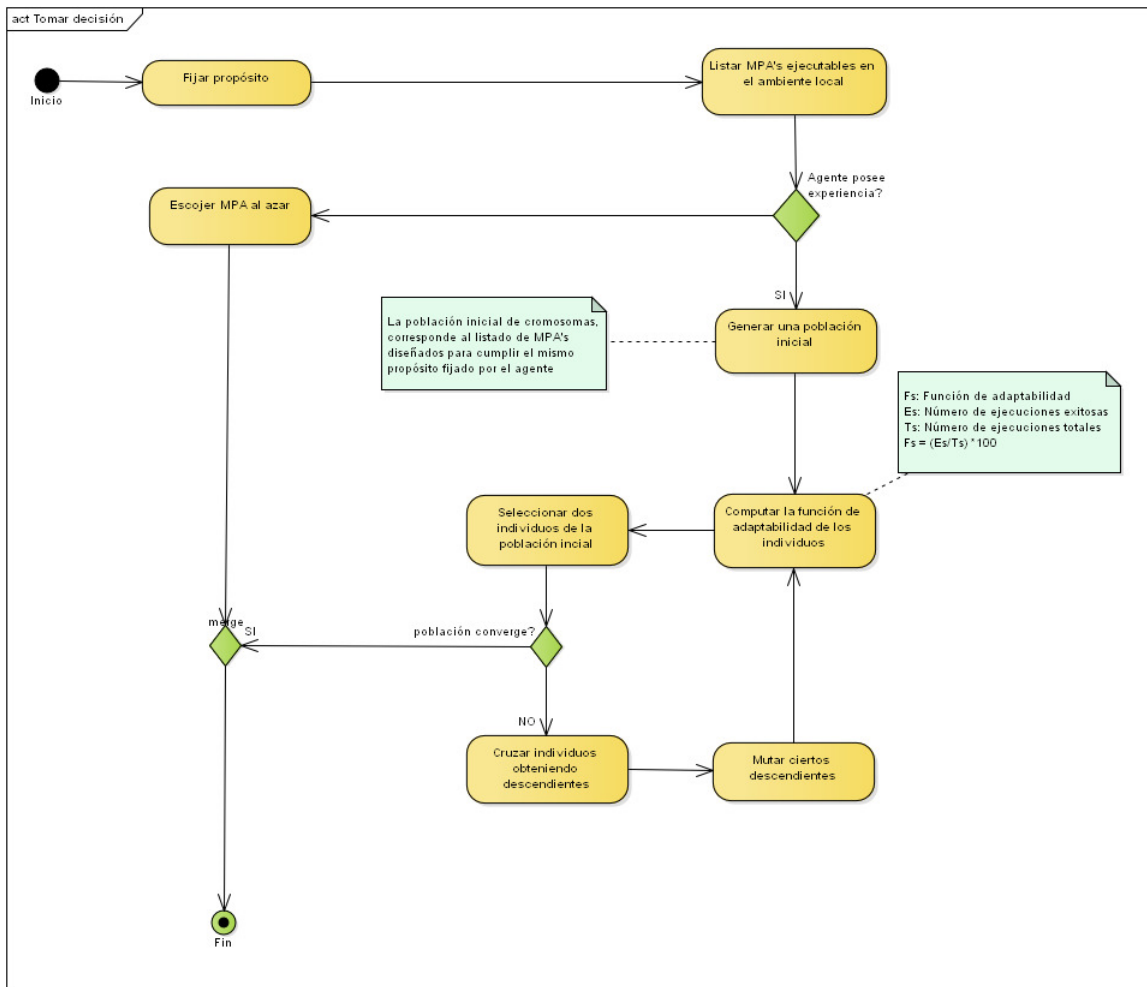 act Tomar decisión
Inicio
Fijar propósito
Listar MPA's ejecutables en
el ambiente local
Agente posee
experiencia?
Escojer MPA al azar
SI
La población inicial de cromosomas,
corresponde al listado de MPA's
diseñados para cumplir el mismo
propósito fijado por el agente
Generar una población
inicial
Fs: Función de adaptabilidad
Es: Número de ejecuciones exitosas
Ts: Número de ejecuciones totales
Fs = (Es/Ts) *100
Seleccionar dos
individuos de la
población incial
Computar la función de
adaptabilidad de los
individuos
merge
SI
población converge?
NO
Cruzar individuos
obteniendo
descendientes
Mutar ciertos
descendientes
Fin